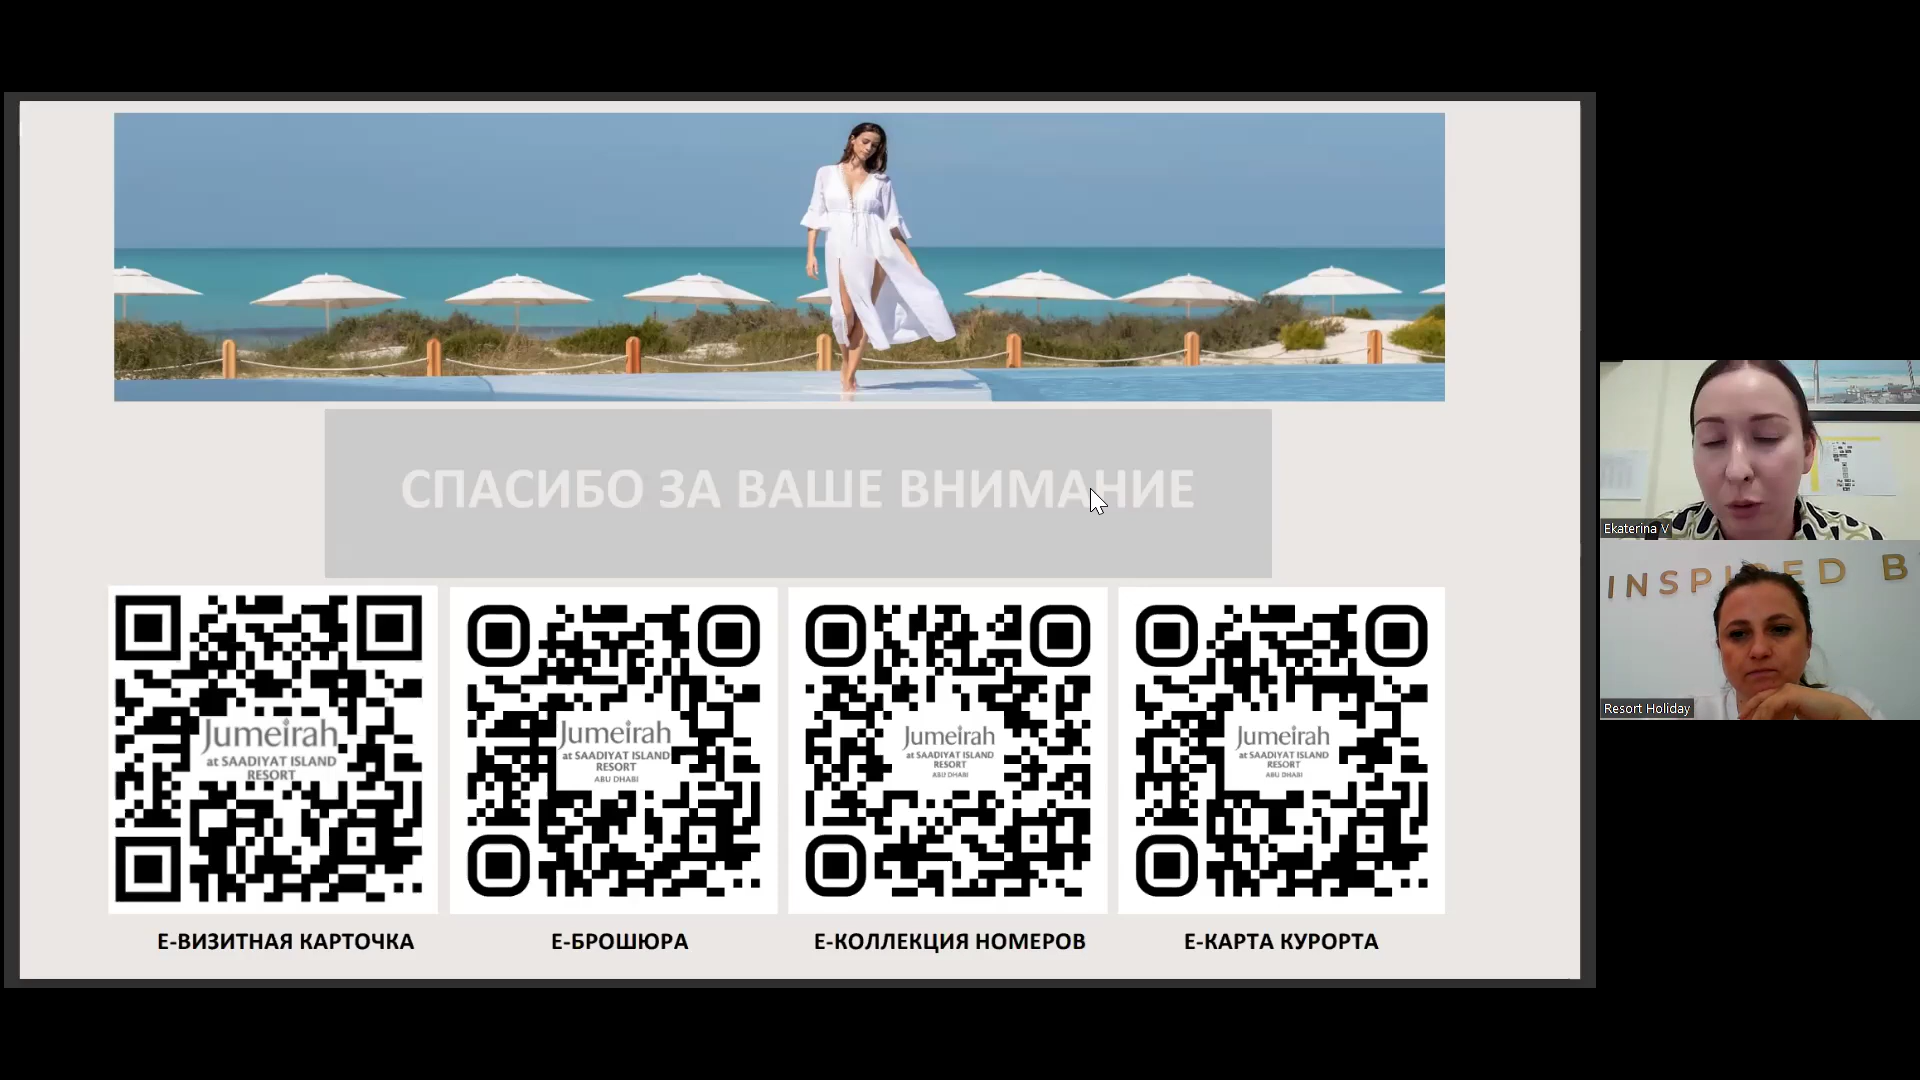 СПАСИБО ЗА ВАШЕ ВНИМАНИЕ
Jumeirah
at SAADIYAT ISLAND
RESORT
Jumeirah
at SAADIYAT ISLAND
RESORT
ABU DHABI
Jumeirah
at SAADIYAT ISLAND
RESORT
ABU DHABI
Jumeirah
at SAADIYAT ISLAND
RESORT
ABU DHABI
Е-ВИЗИТНАЯ КАРТОЧКА
Е-БРОШЮРА
Е-КОЛЛЕКЦИЯ НОМЕРОВ
Е-КАРТА КУРОРТА
Ekaterina V
INSPIRED B
Resort Holiday